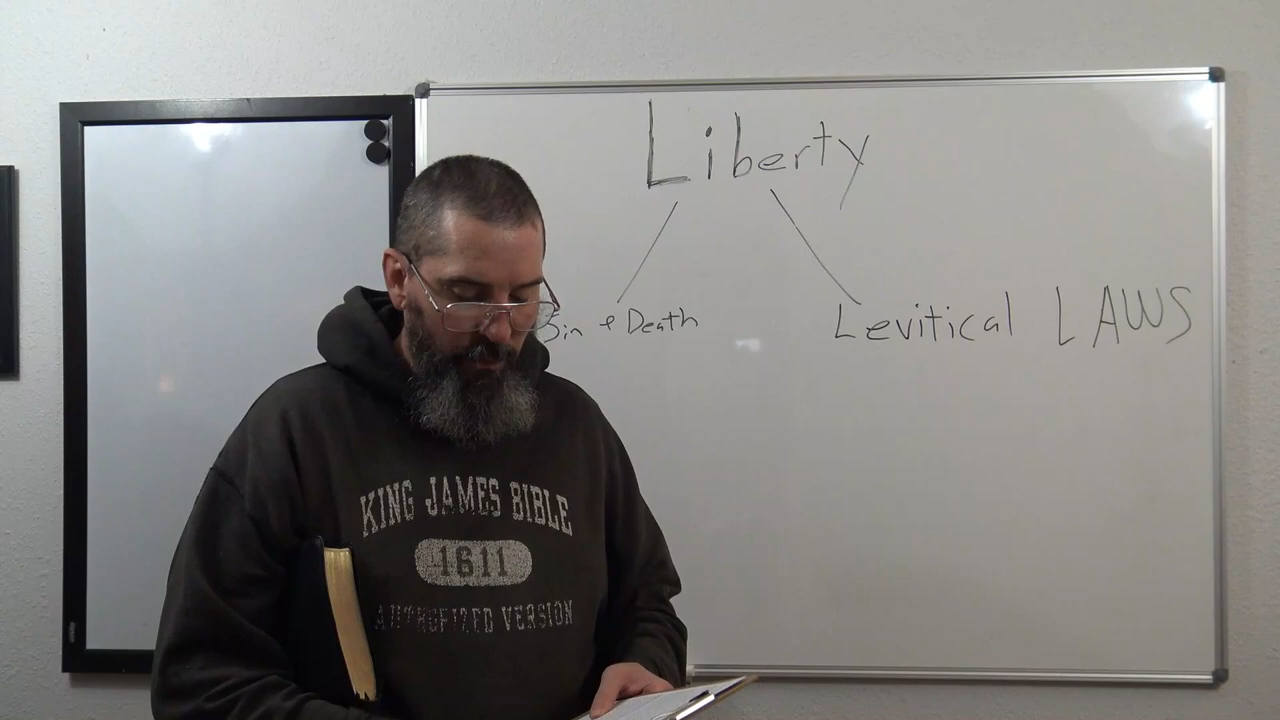 Liberty
Sin & Death
Levitical LAWS
KING JAMES BIBLE
1611
AUTHORIZED VERSION